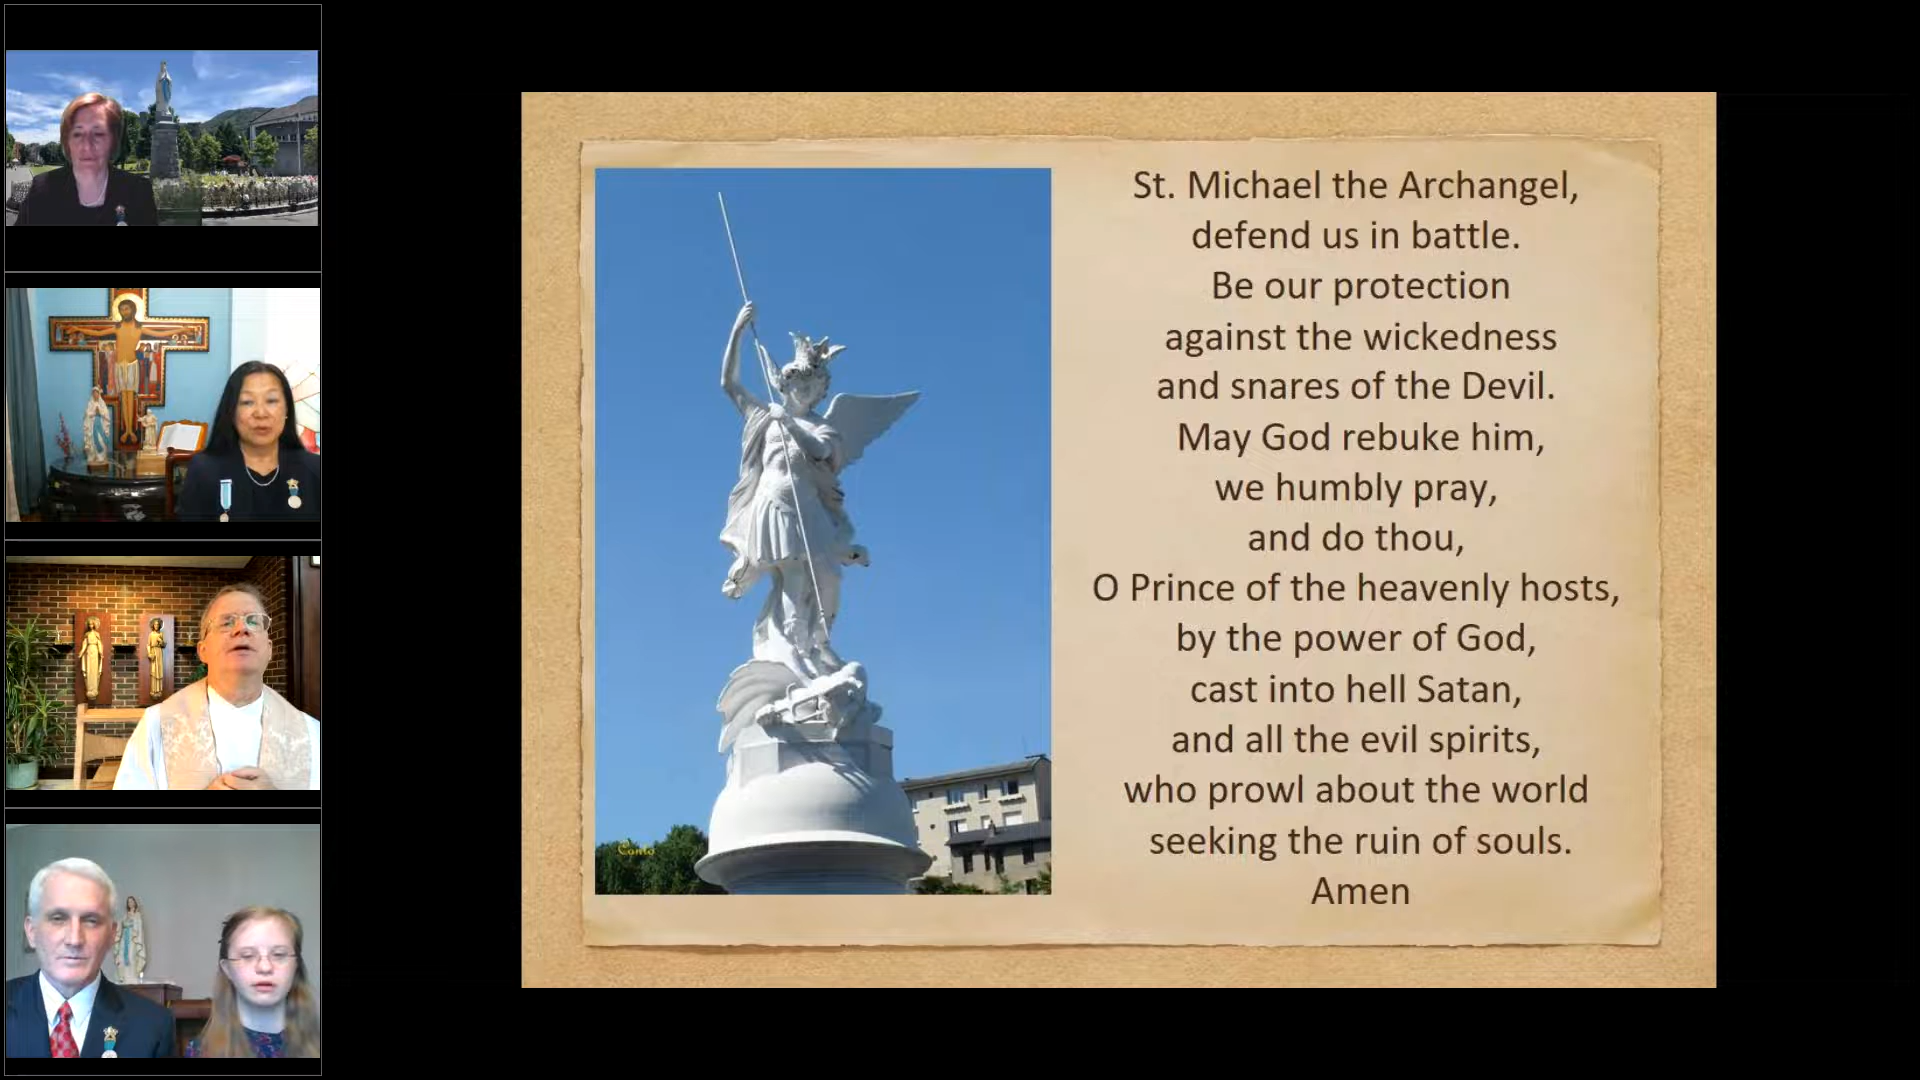 St. Michael the Archangel,
defend us in battle.
Be our protection
against the wickedness
and snares of the Devil.
May God rebuke him,
we humbly pray,
and do thou,
O Prince of the heavenly hosts,
by the power of God,
cast into hell Satan,
and all the evil spirits,
who prowl about the world
seeking the ruin of souls.
Amen